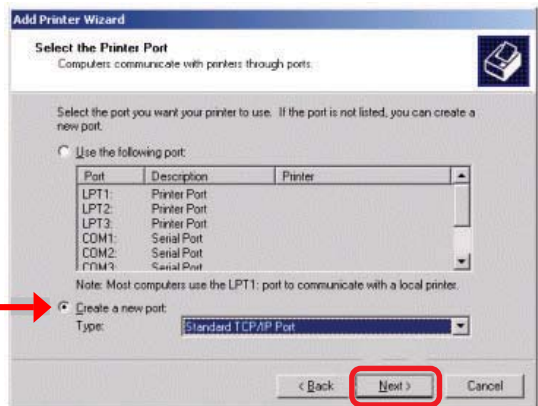 Add Printer Wizard
Select the Printer Port
Computers communicate with printers through ports.
Select the port you want your printer to use. If the port is not listed, you can create a
new port.
Use the following port:
Port Description Printer
LPT1: Printer Port
LPT2: Printer Port
LPT3: Printer Port
COM1: Serial Port
COM2: Serial Port
COM3: Serial Port
Note: Most computers use the LPT1: port to communicate with a local printer.
Create a new port:
Type: Standard TCP/IP Port
< Back Next > Cancel